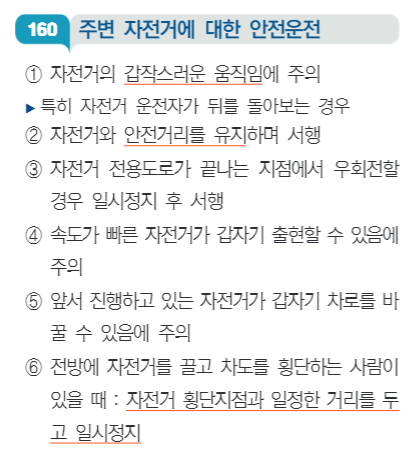 160 주변 자전거에 대한 안전운전
① 자전거의 갑작스러운 움직임에 주의
▶ 특히 자전거 운전자가 뒤를 돌아보는 경우
② 자전거와 안전거리를 유지하며 서행
③ 자전거 전용도로가 끝나는 지점에서 우회전할
경우 일시정지 후 서행
④ 속도가 빠른 자전거가 갑자기 출현할 수 있음에
주의
⑤ 앞서 진행하고 있는 자전거가 갑자기 차로를 바
꿀 수 있음에 주의
⑥ 전방에 자전거를 끌고 차도를 횡단하는 사람이
있을 때 : 자전거 횡단지점과 일정한 거리를 두
고 일시정지